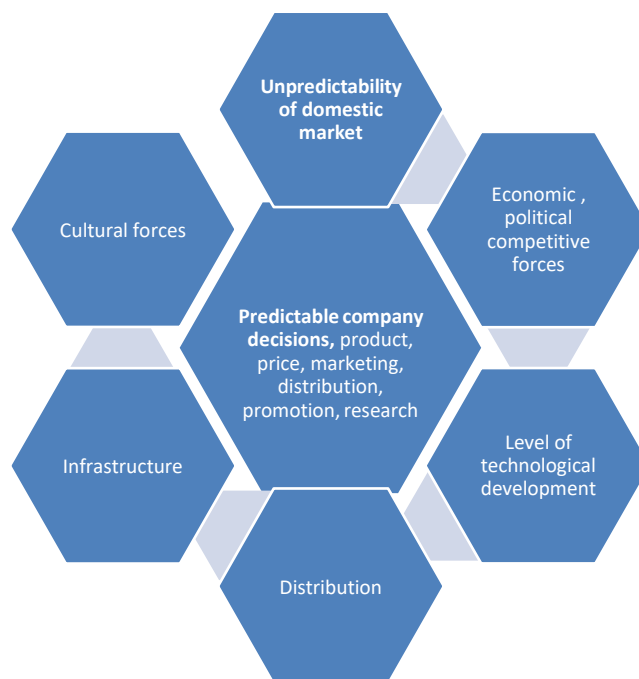 Unpredictability
of domestic
market
Economic ,
political
competitive
forces
Cultural forces
Predictable company
decisions, product,
price, marketing,
distribution,
promotion, research
Level of
technological
development
Infrastructure
Distribution